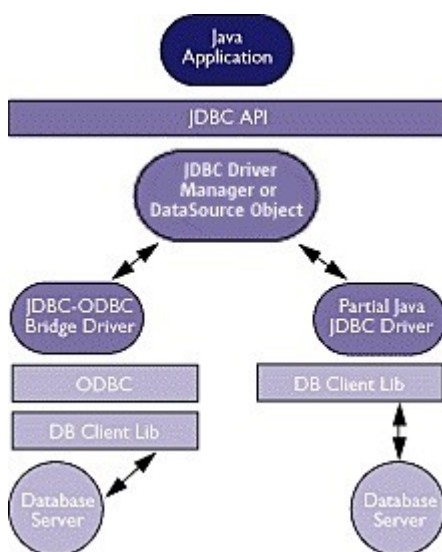 Java
Application
JDBC API
JDBC Driver
Manager or
DataSource Object
JDBC-ODBC
Bridge Driver
Partial Java
JDBC Driver
ODBC
DB Client Lib
DB Client Lib
Database
Server
Database
Server